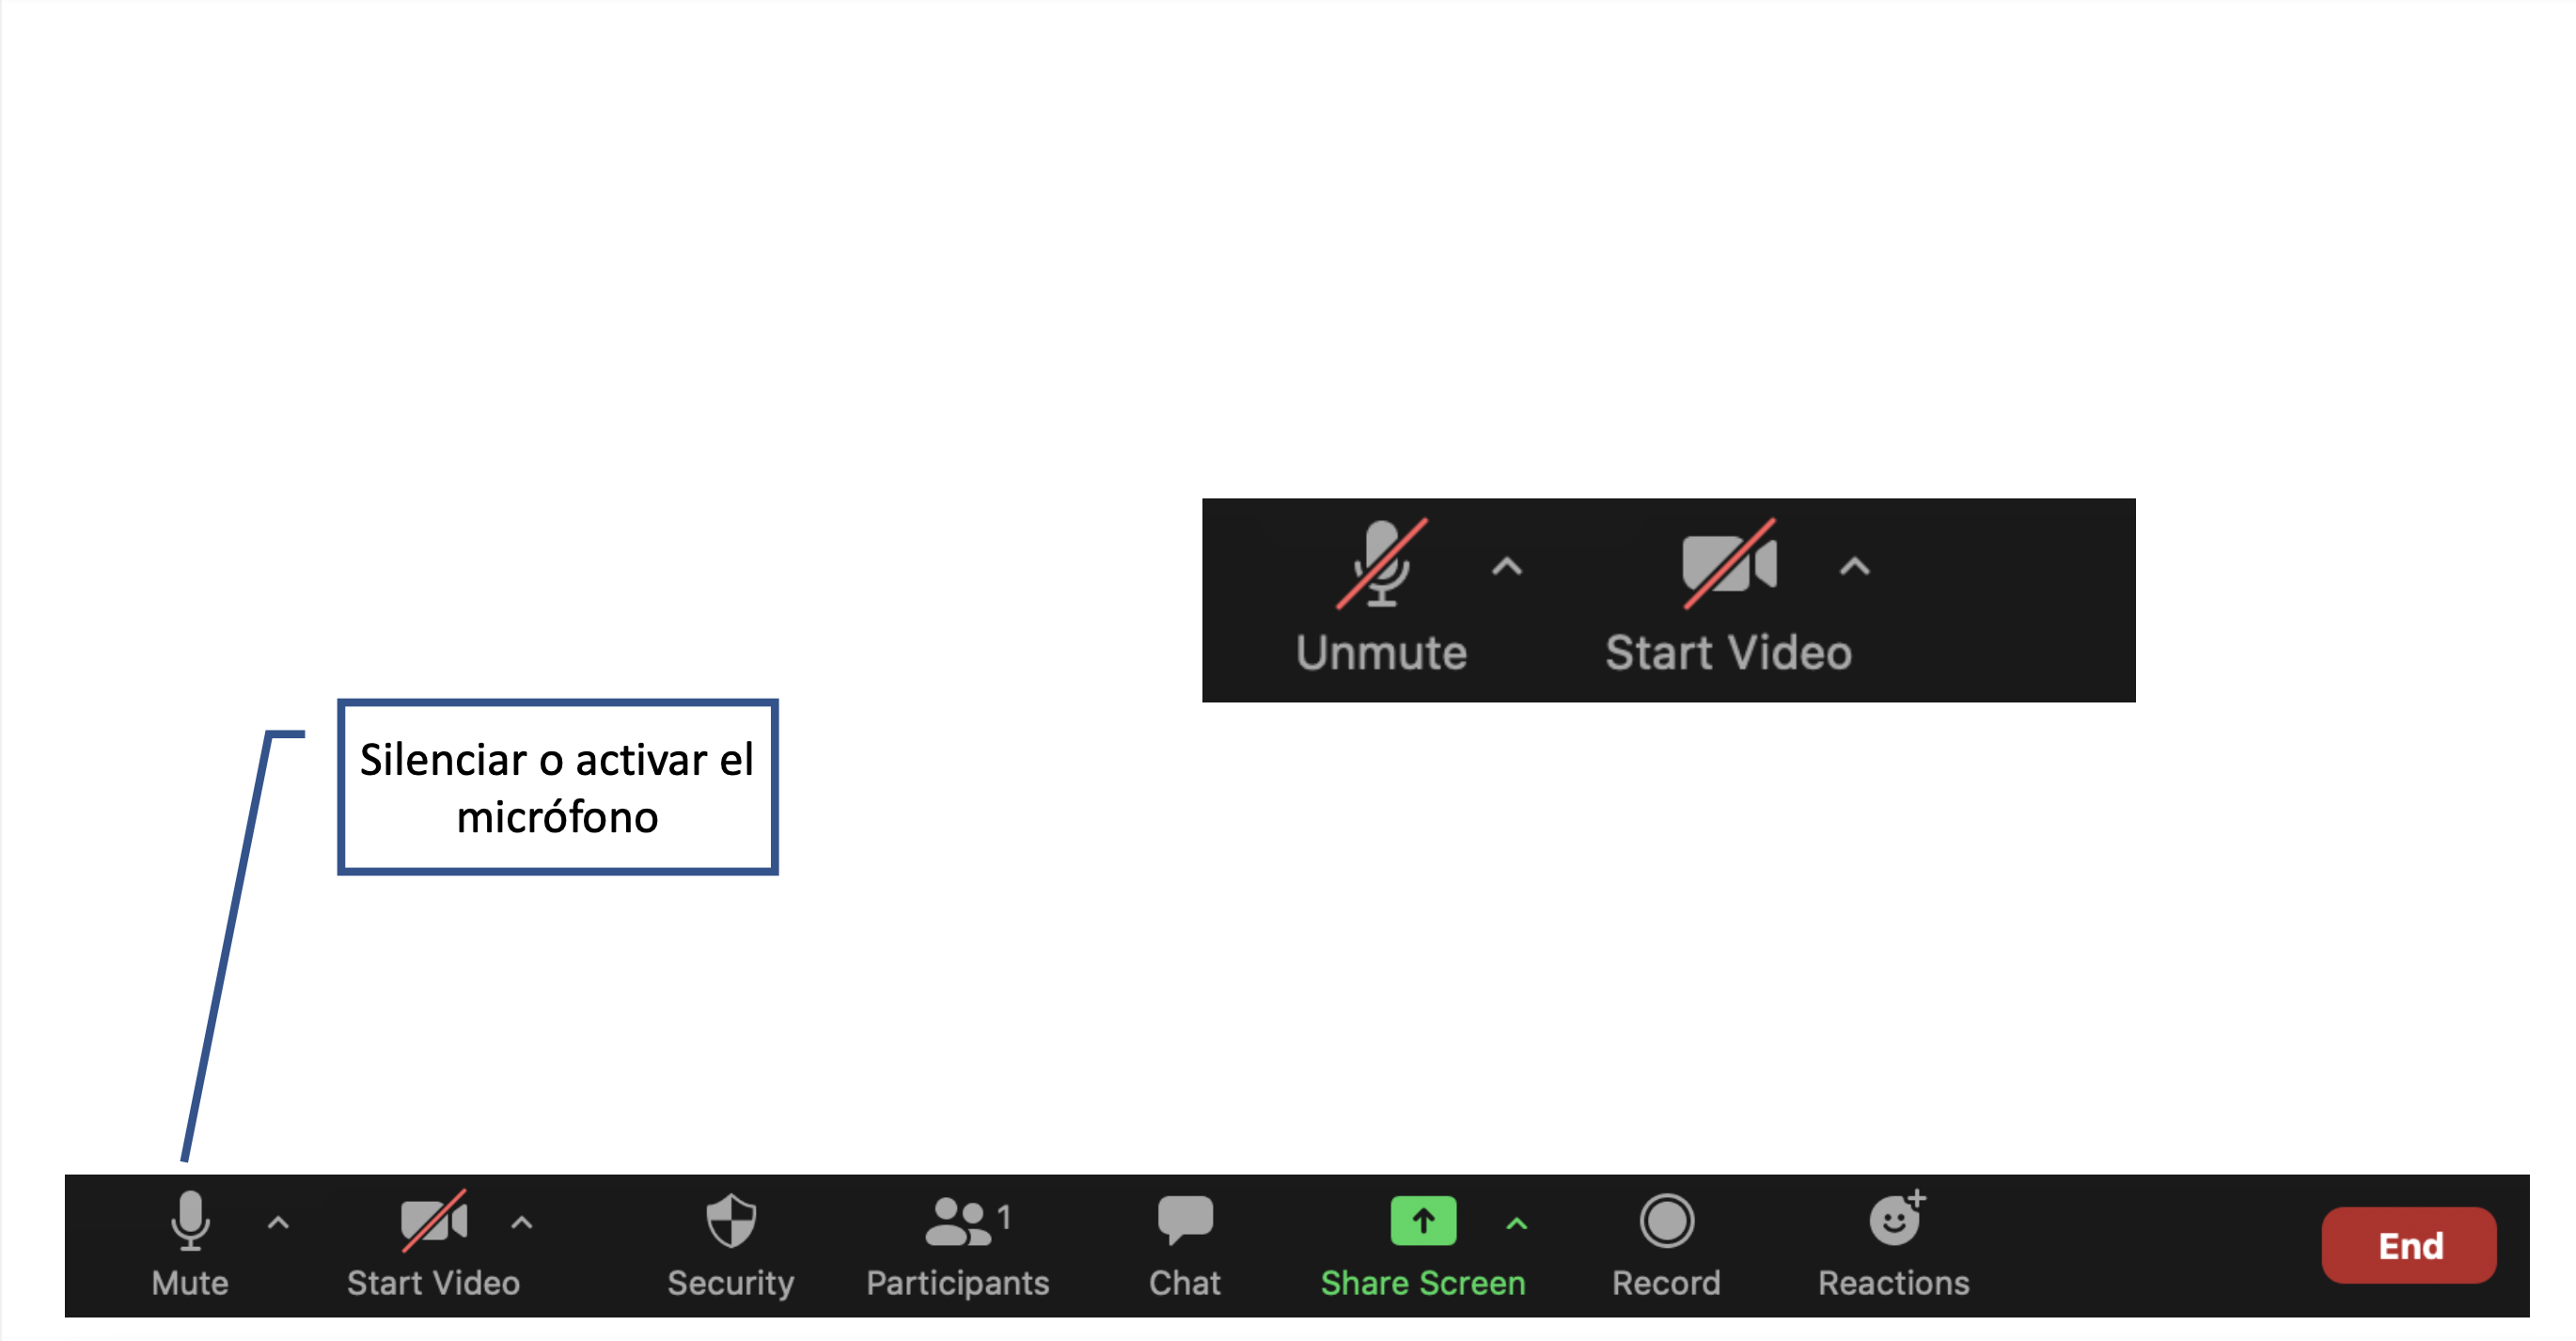 Unmute
Start Video
Silenciar o activar el
micrófono
1
Mute
Start Video
Security
Participants
Chat
Share Screen
Record
Reactions
End